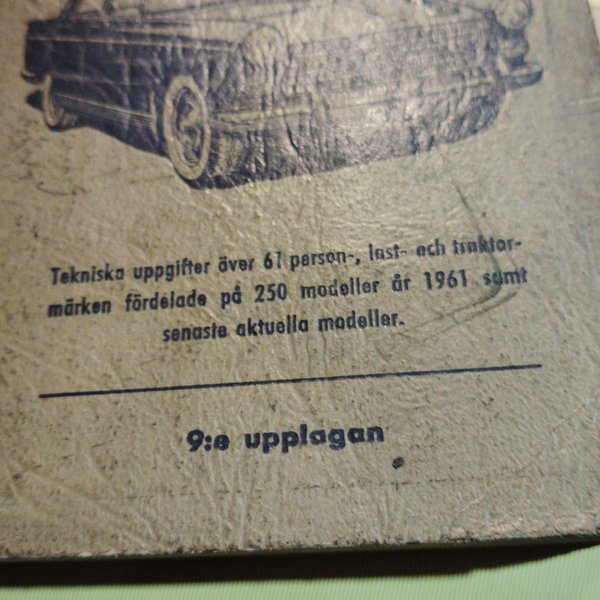 Tekniska uppgifter över 61 person-, last- och traktor-
märken fördelade på 250 modeller år 1961 samt
senaste aktuella modeller.
9:e upplagan